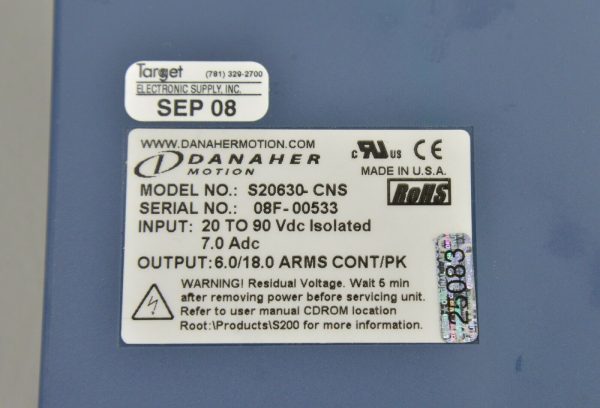 Target (781) 329-2700
ELECTRONIC SUPPLY, INC.
SEP 08
WWW.DANAHERMOTION.COM
DANAHER
MOTION
c RU US CE
MADE IN U.S.A.
MODEL NO.: S20630-CNS
RoHS
SERIAL NO.: 08F-00533
INPUT: 20 TO 90 Vdc Isolated
7.0 Adc
OUTPUT:6.0/18.0 ARMS CONT/PK
WARNING! Residual Voltage. Wait 5 min
after removing power before servicing unit.
Refer to user manual CDROM location
Root:\Products\S200 for more information.
25083